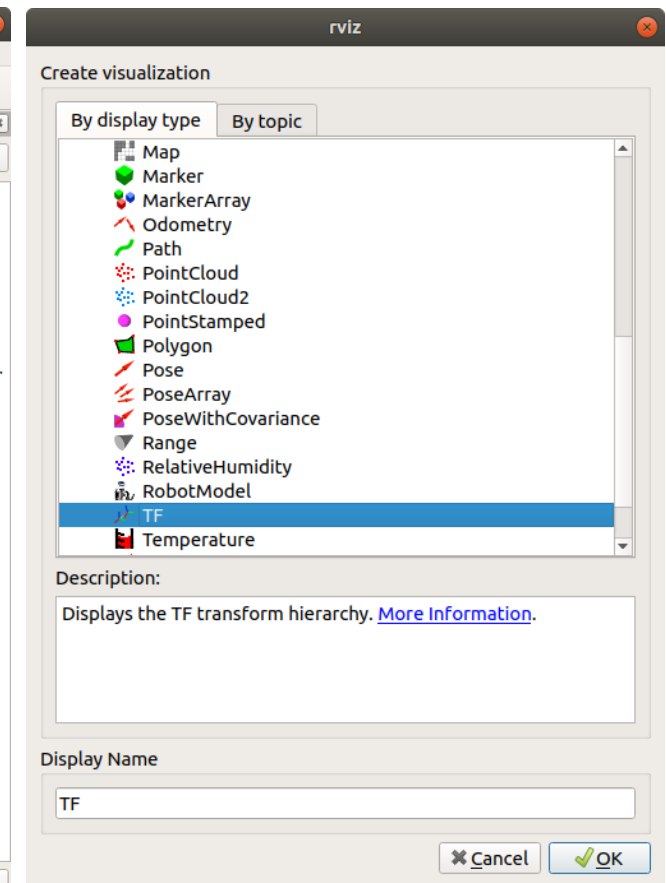 rviz
Create visualization
By display type By topic
Map
Marker
MarkerArray
Odometry
Path
PointCloud
PointCloud2
PointStamped
Polygon
Pose
PoseArray
PoseWithCovariance
Range
RelativeHumidity
RobotModel
TF
Temperature
Description:
Displays the TF transform hierarchy. More Information.
Display Name
TF
Cancel OK